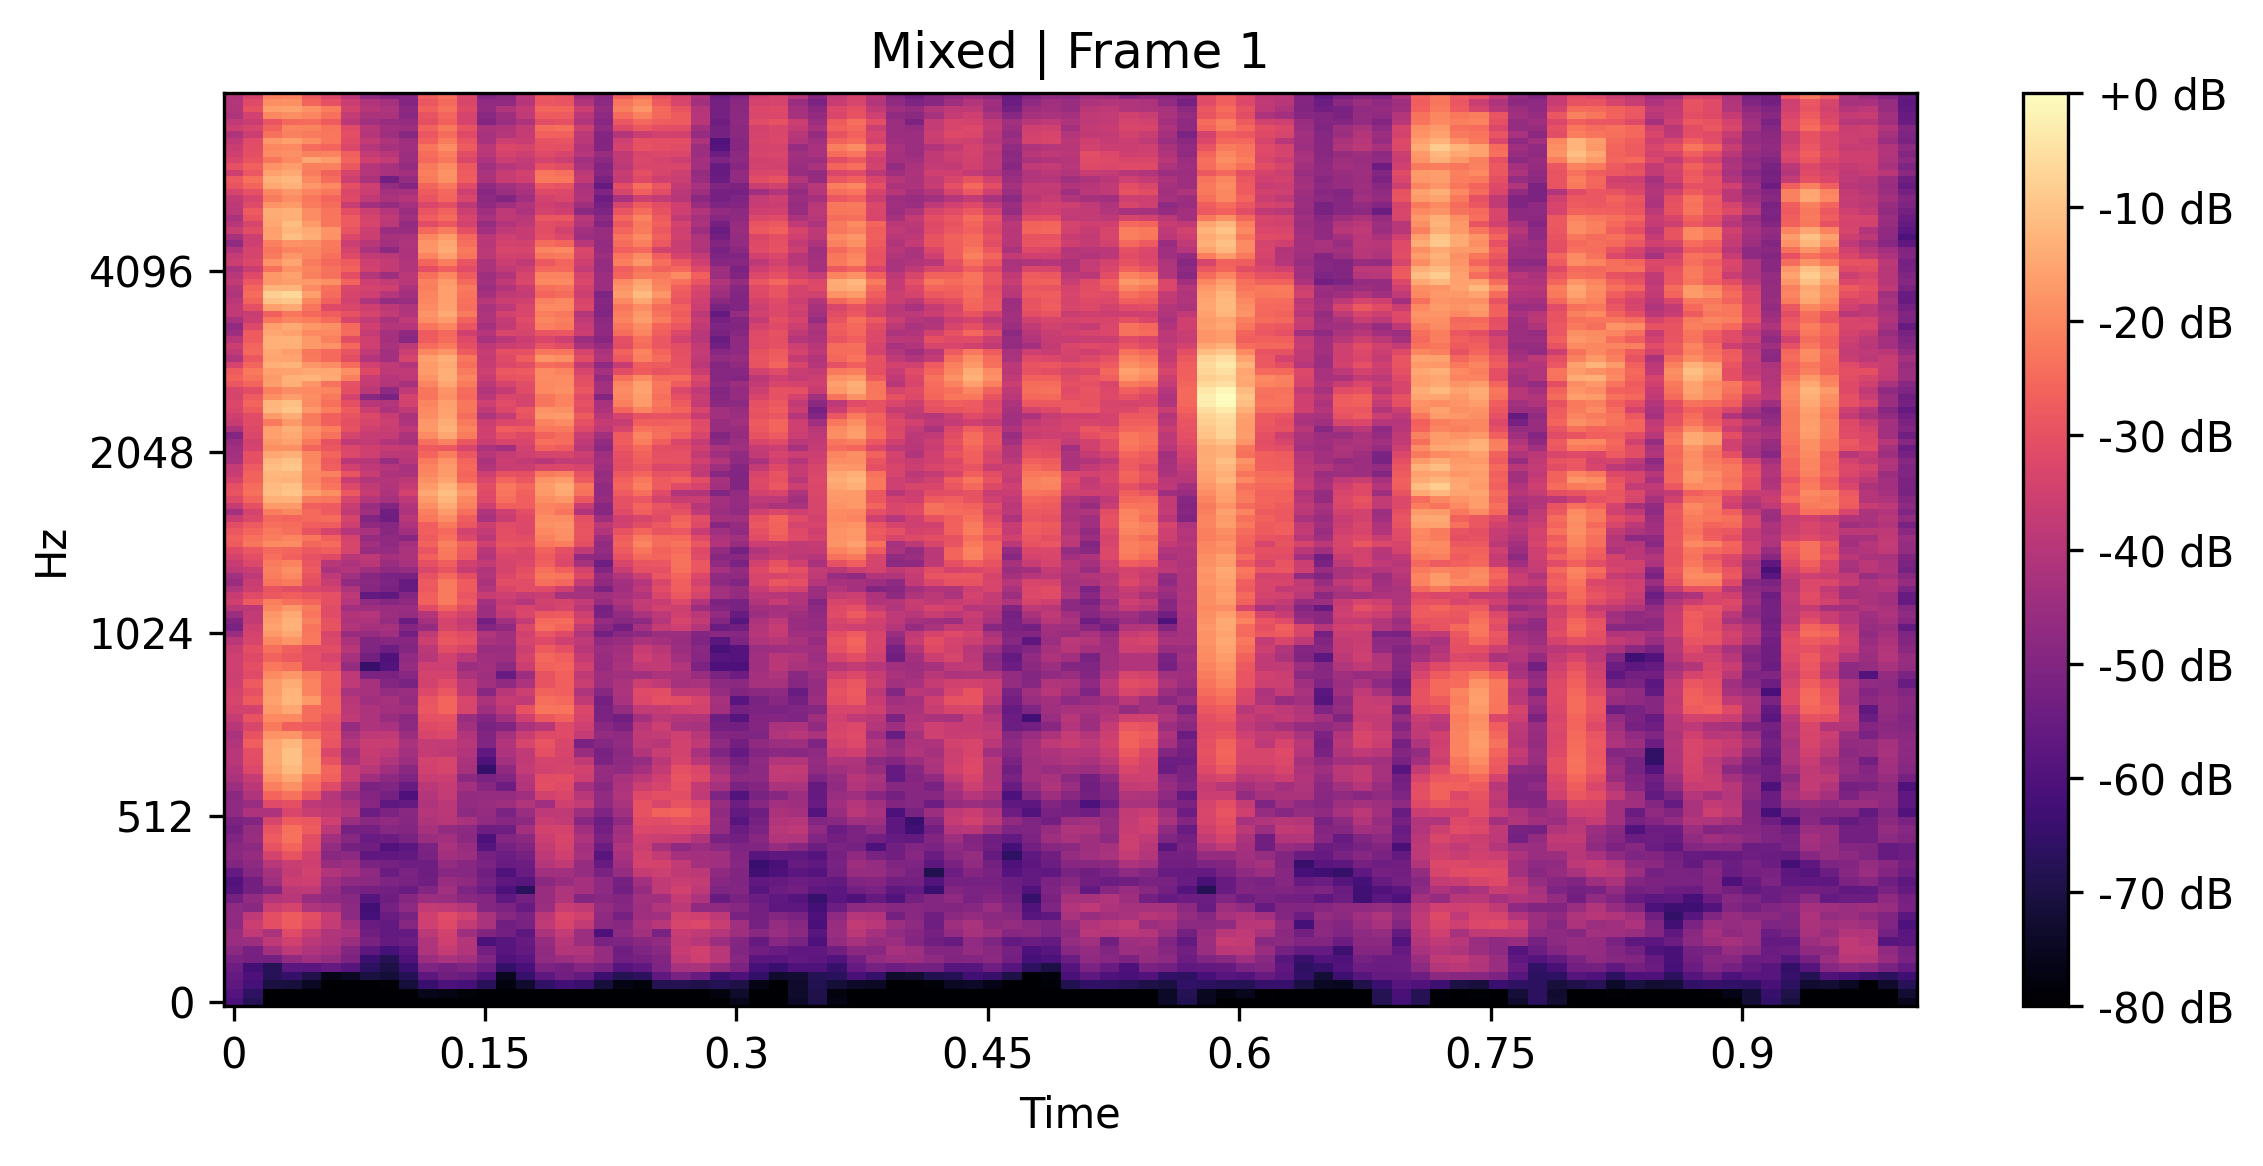 Mixed | Frame 1
Hz
4096
2048
1024
512
0
0 0.15 0.3 0.45 0.6 0.75 0.9
Time
+0 dB
-10 dB
-20 dB
-30 dB
-40 dB
-50 dB
-60 dB
-70 dB
-80 dB